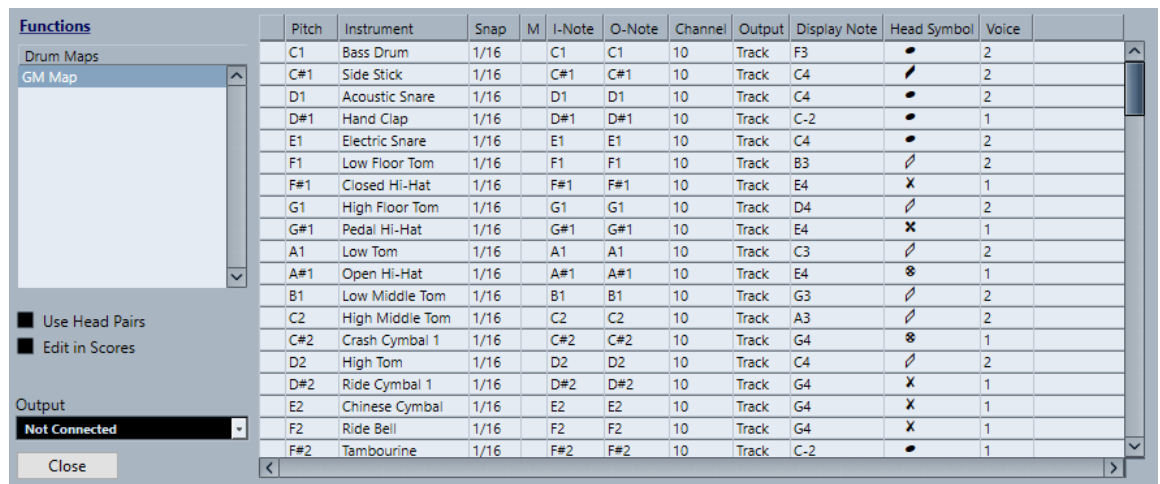 Functions
Drum Maps
GM Map
Use Head Pairs
Edit in Scores
Output
Not Connected
Close
Pitch Instrument Snap M I-Note O-Note Channel Output Display Note Head Symbol Voice
C1 Bass Drum 1/16 C1 C1 10 Track F3 2
C#1 Side Stick 1/16 C#1 C#1 10 Track C4 2
D1 Acoustic Snare 1/16 D1 D1 10 Track C4 2
D#1 Hand Clap 1/16 D#1 D#1 10 Track C-2 1
E1 Electric Snare 1/16 E1 E1 10 Track C4 2
F1 Low Floor Tom 1/16 F1 F1 10 Track B3 2
F#1 Closed Hi-Hat 1/16 F#1 F#1 10 Track E4 1
G1 High Floor Tom 1/16 G1 G1 10 Track D4 2
G#1 Pedal Hi-Hat 1/16 G#1 G#1 10 Track E4 1
A1 Low Tom 1/16 A1 A1 10 Track C3 2
A#1 Open Hi-Hat 1/16 A#1 A#1 10 Track E4 1
B1 Low Middle Tom 1/16 B1 B1 10 Track G3 2
C2 High Middle Tom 1/16 C2 C2 10 Track A3 2
C#2 Crash Cymbal 1 1/16 C#2 C#2 10 Track G4 1
D2 High Tom 1/16 D2 D2 10 Track C4 2
D#2 Ride Cymbal 1 1/16 D#2 D#2 10 Track G4 1
E2 Chinese Cymbal 1/16 E2 E2 10 Track G4 1
F2 Ride Bell 1/16 F2 F2 10 Track G4 1
F#2 Tambourine 1/16 F#2 F#2 10 Track C-2 1